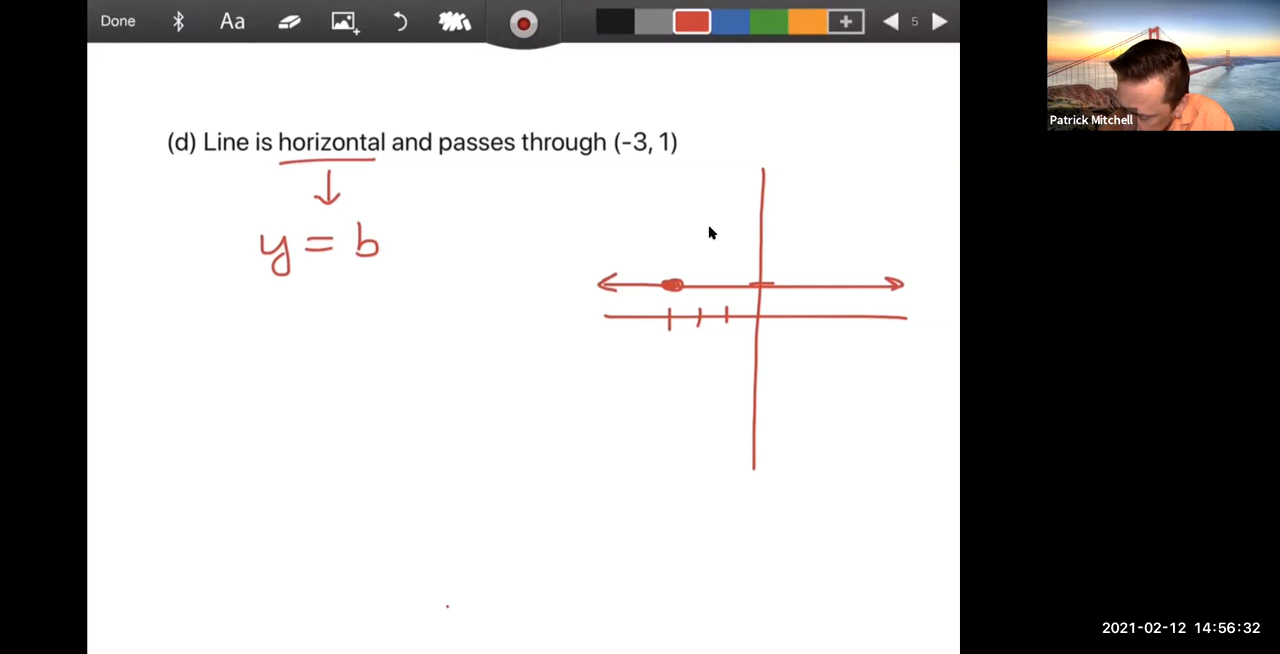 Done Aa 5
Patrick Mitchell
(d) Line is horizontal and passes through (-3, 1)
y = b
2021-02-12 14:56:32